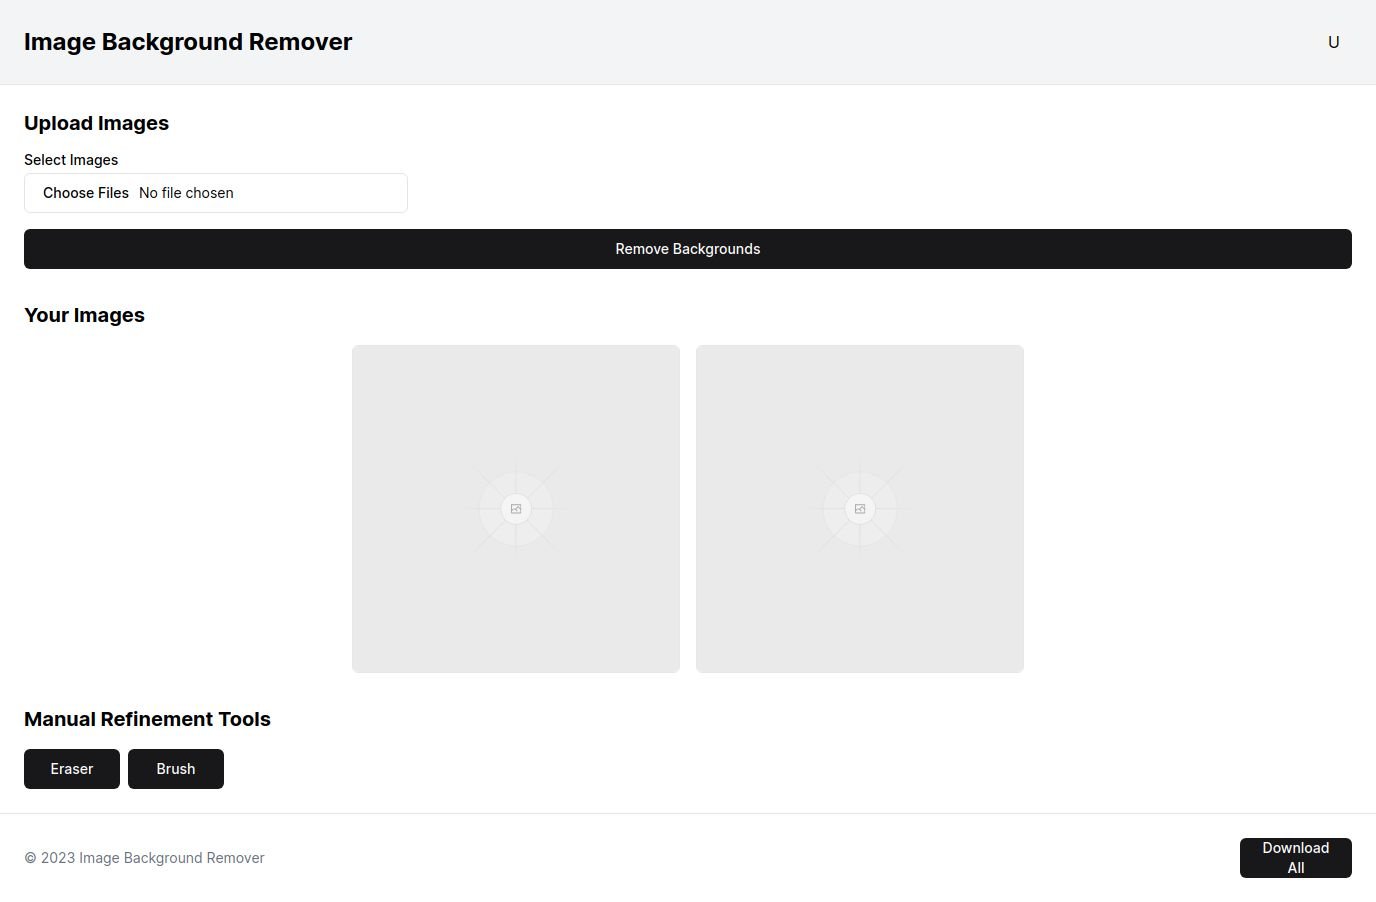 Image Background Remover
U
Upload Images
Select Images
Choose Files No file chosen
Remove Backgrounds
Your Images
Manual Refinement Tools
Eraser
Brush
© 2023 Image Background Remover
Download
All